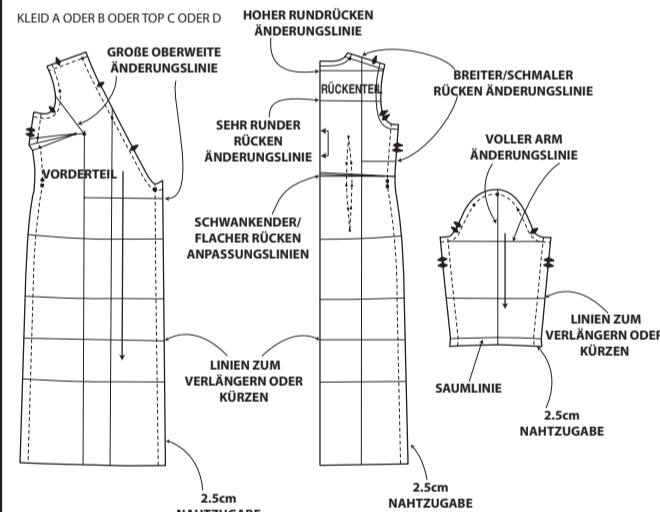 KLEID A ODER B ODER TOP C ODER D
HOHER RUNDRÜCKEN
ÄNDERUNGSLINIE
GROßE OBERWEITE
ÄNDERUNGSLINIE
RÜCKENTEIL
BREITER/SCHMALER
RÜCKEN ÄNDERUNGSLINIE
SEHR RUNDER
RÜCKEN
ÄNDERUNGSLINIE
VOLLER ARM
ÄNDERUNGSLINIE
VORDERTEIL
SCHWANKENDER/
FLACHER RÜCKEN
ANPASSUNGSLINIEN
LINIEN ZUM
VERLÄNGERN ODER
KÜRZEN
LINIEN ZUM
VERLÄNGERN ODER
KÜRZEN
SAUMLINIE
2.5cm
NAHTZUGABE
2.5cm
NAHTZUGABE
2.5cm
NAHTZUGABE